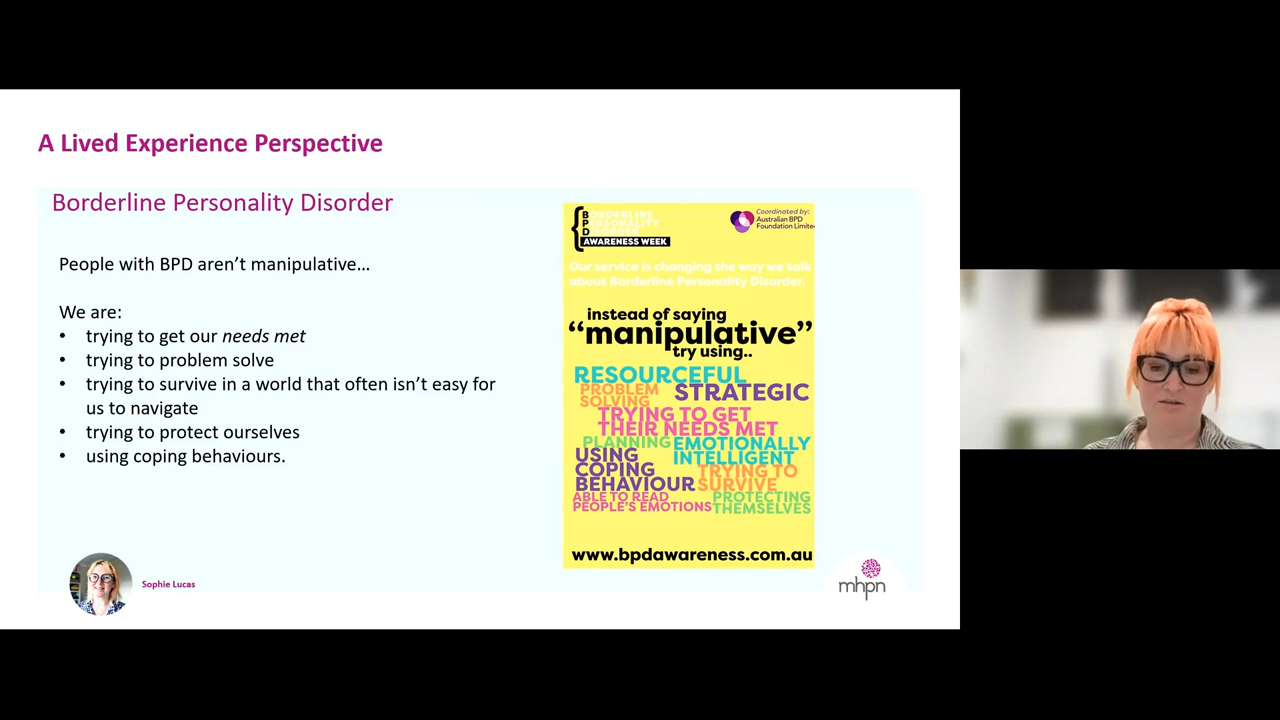 A Lived Experience Perspective
Borderline Personality Disorder
People with BPD aren’t manipulative…
We are:
• trying to get our needs met
• trying to problem solve
• trying to survive in a world that often isn’t easy for
us to navigate
• trying to protect ourselves
• using coping behaviours.
Sophie Lucas
BORDERLINE
PERSONALITY
DISORDER
AWARENESS WEEK
Coordinated by:
Australian BPD
Foundation Limite
Our service is changing the way we talk
about Borderline Personality Disorder.
instead of saying
“manipulative”
try using..
RESOURCEFUL
PROBLEM
SOLVING
STRATEGIC
TRYING TO GET
THEIR NEEDS MET
PLANNING
EMOTIONALLY
INTELLIGENT
USING
COPING
BEHAVIOUR
TRYING TO
SURVIVE
ABLE TO READ
PEOPLE’S EMOTIONS
PROTECTING
THEMSELVES
www.bpdawareness.com.au
mhpn